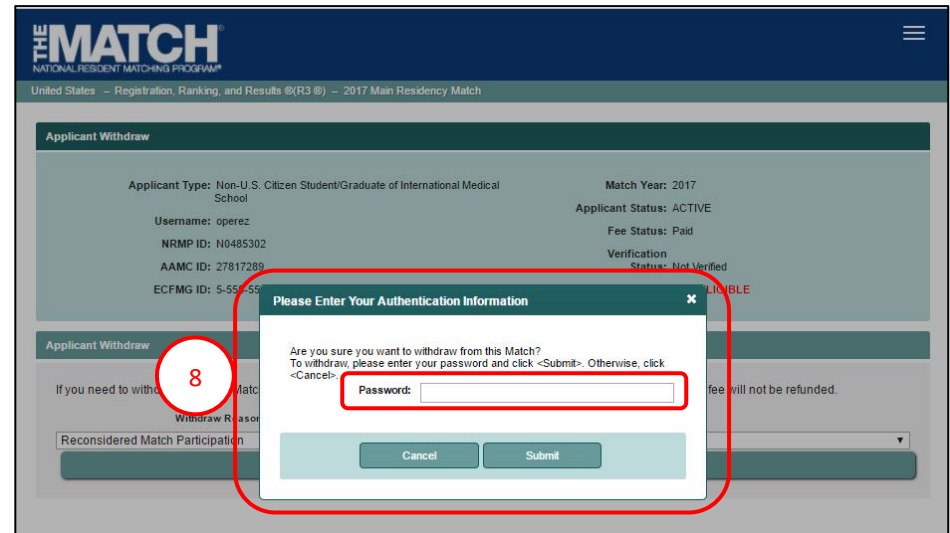 THE MATCH
NATIONAL RESIDENT MATCHING PROGRAM®
United States – Registration, Ranking, and Results ®(R3 ®) – 2017 Main Residency Match
Applicant Withdraw
Applicant Type: Non-U.S. Citizen Student/Graduate of International Medical School
Match Year: 2017
Applicant Status: ACTIVE
Username: operez
Fee Status: Paid
NRMP ID: N0485302
Verification Status: Not Verified
AAMC ID: 27817289
ECFMG ID: 5-555-55
LIGIBLE
Please Enter Your Authentication Information
Are you sure you want to withdraw from this Match?
To withdraw, please enter your password and click <Submit>. Otherwise, click
<Cancel>.
Password:
Cancel Submit
8
Applicant Withdraw
If you need to withd Matc fee will not be refunded.
Withdraw Reason
Reconsidered Match Participation